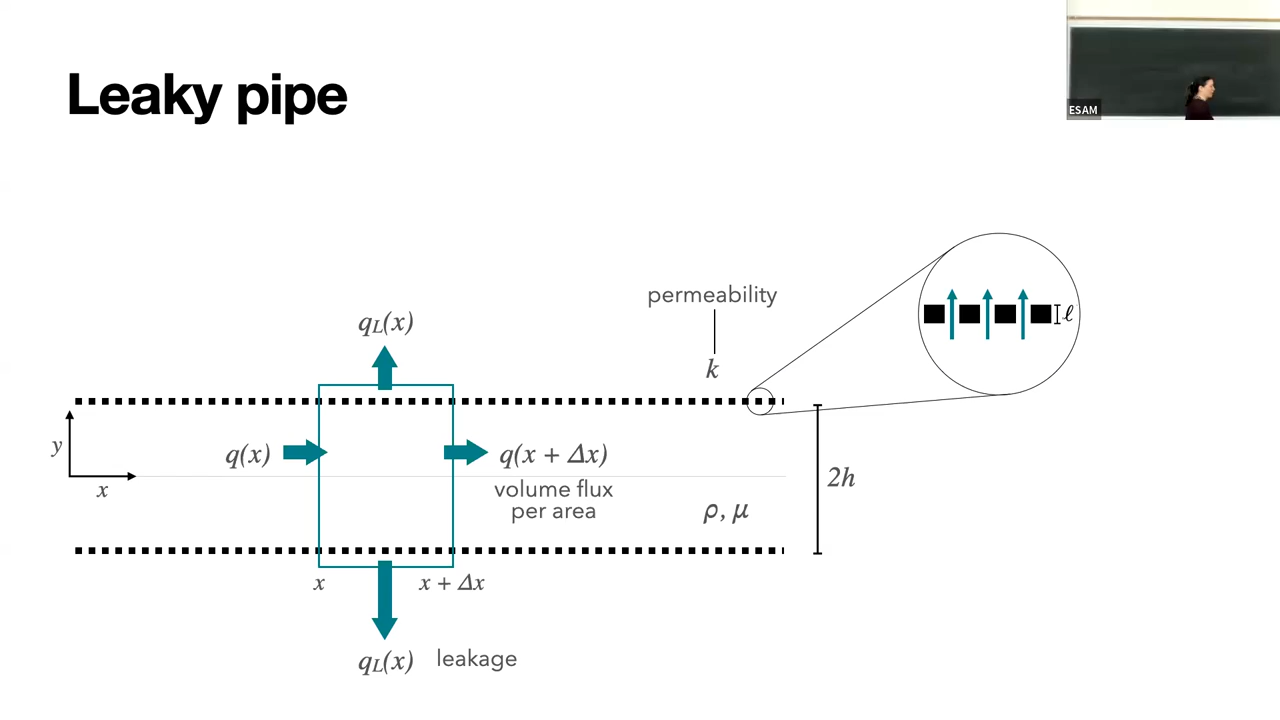 Leaky pipe
ESAM
permeability
ℓ
qL(x)
k
y
q(x)
q(x + Δx)
2h
x
volume flux
per area
ρ, μ
x
x + Δx
qL(x)
leakage